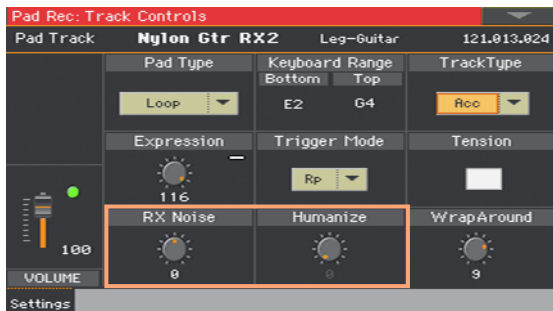 Pad Rec: Track Controls
Pad Track Nylon Gtr RX2 Leg-Guitar 121.013.024
Pad Type Keyboard Range TrackType
Bottom Top
Loop E2 G4 Acc
Expression Trigger Mode Tension
Rp
116
RX Noise Humanize WrapAround
100
0 0 9
VOLUME
Settings